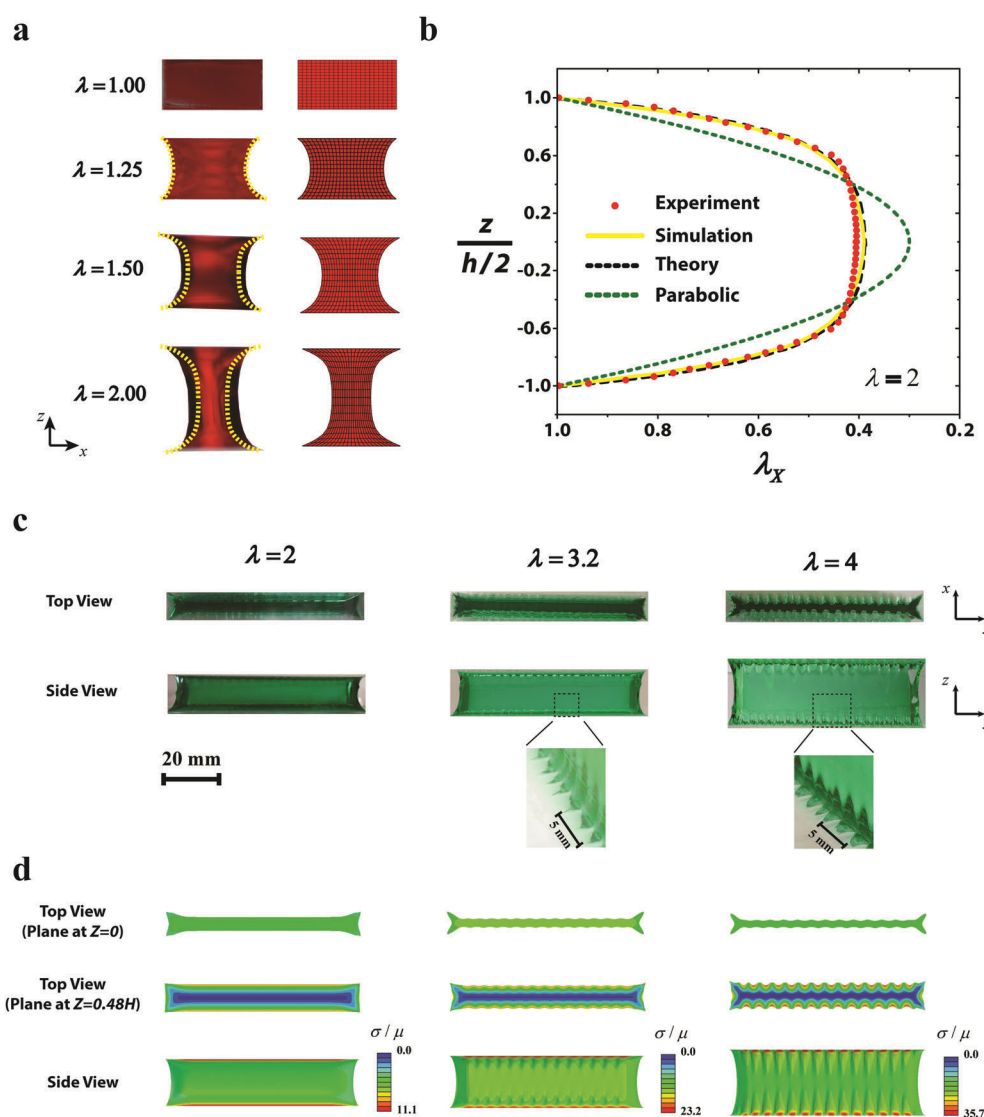 a
λ = 1.00
λ = 1.25
λ = 1.50
λ = 2.00
z
x
b
1.0
0.6
0.2
-0.2
-0.6
-1.0
z
h/2
Experiment
Simulation
Theory
Parabolic
λ = 2
1.0 0.8 0.6 0.4 0.2
λX
c
λ = 2 λ = 3.2 λ = 4
Top View
x
Side View
z
20 mm
5 mm
5 mm
d
Top View
(Plane at Z=0)
Top View
(Plane at Z=0.48H)
Side View
σ / μ
0.0
11.1
σ / μ
0.0
23.2
σ / μ
0.0
35.7